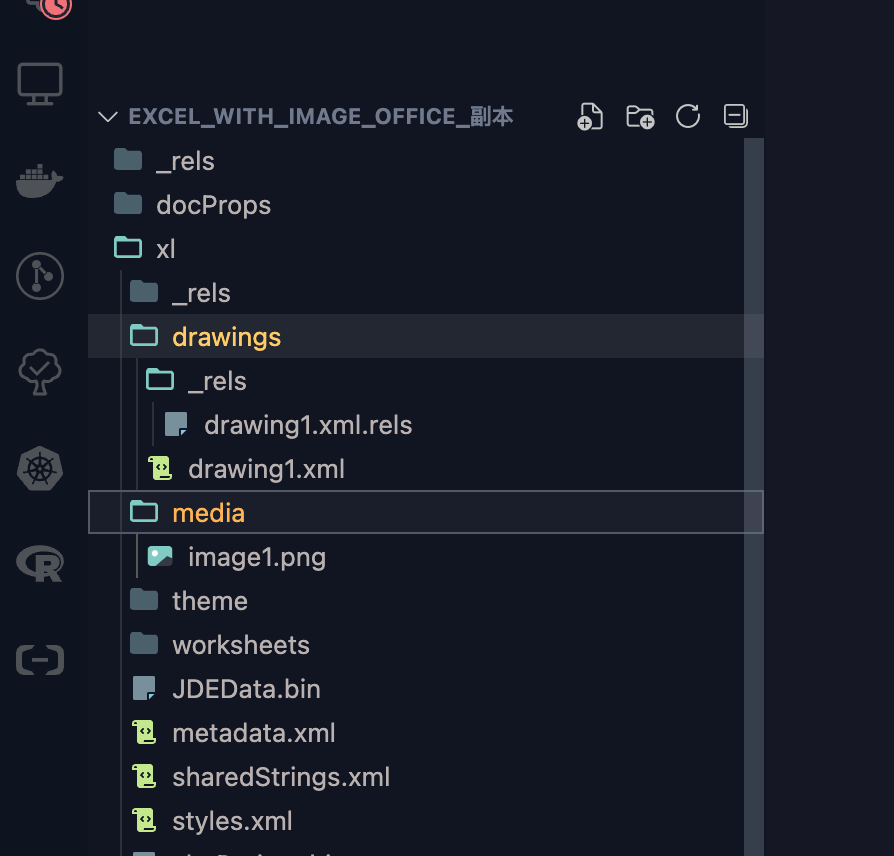 EXCEL_WITH_IMAGE_OFFICE_副本
_rels
docProps
xl
_rels
drawings
_rels
drawing1.xml.rels
drawing1.xml
media
image1.png
theme
worksheets
JDEData.bin
metadata.xml
sharedStrings.xml
styles.xml